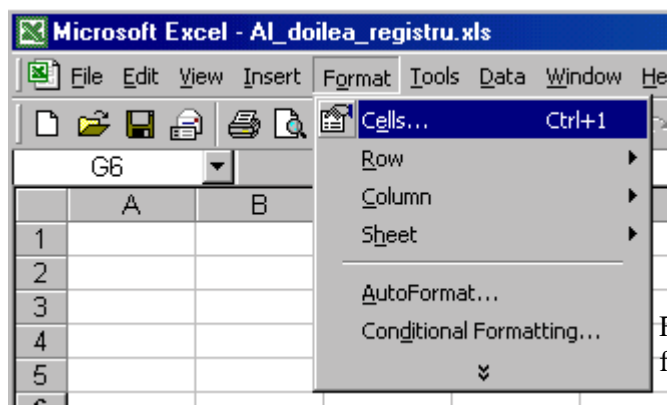 Microsoft Excel - Al_doilea_registru.xls
File Edit View Insert Format Tools Data Window He
Cells... Ctrl+1
G6
Row
A B
Column
1
Sheet
2
3
AutoFormat...
4
Conditional Formatting...
5